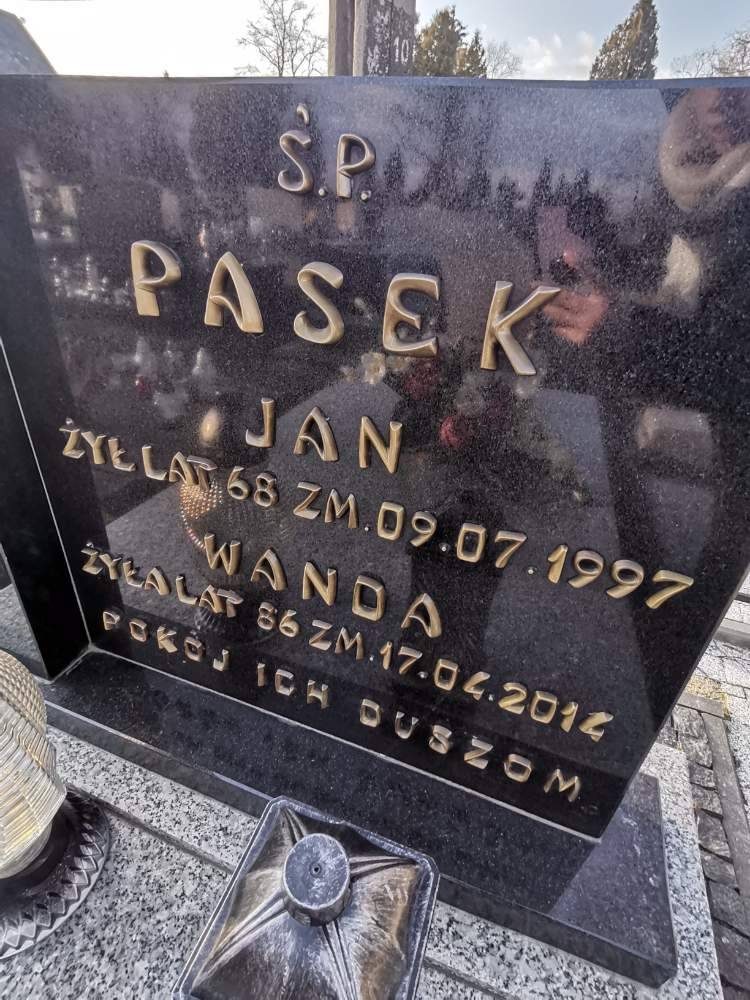 10
Ś.P.
PASEK
JAN
ŻYŁ LAT 68 ZM. 09.07.1997
WANDA
ŻYŁA LAT 86 ZM. 17.04.2014
POKÓJ ICH DUSZOM